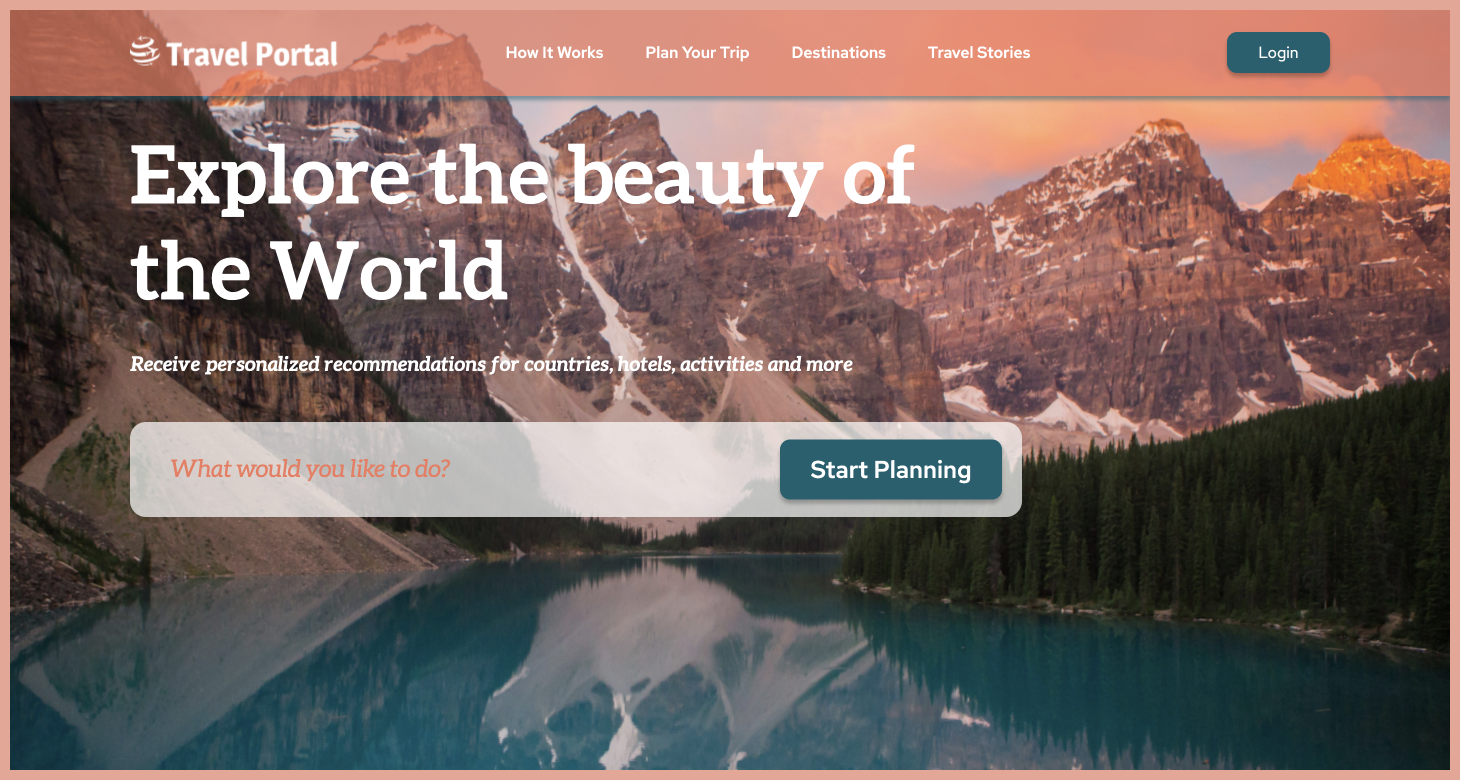 Travel Portal
How It Works
Plan Your Trip
Destinations
Travel Stories
Login
Explore the beauty of
the World
Receive personalized recommendations for countries, hotels, activities and more
What would you like to do?
Start Planning